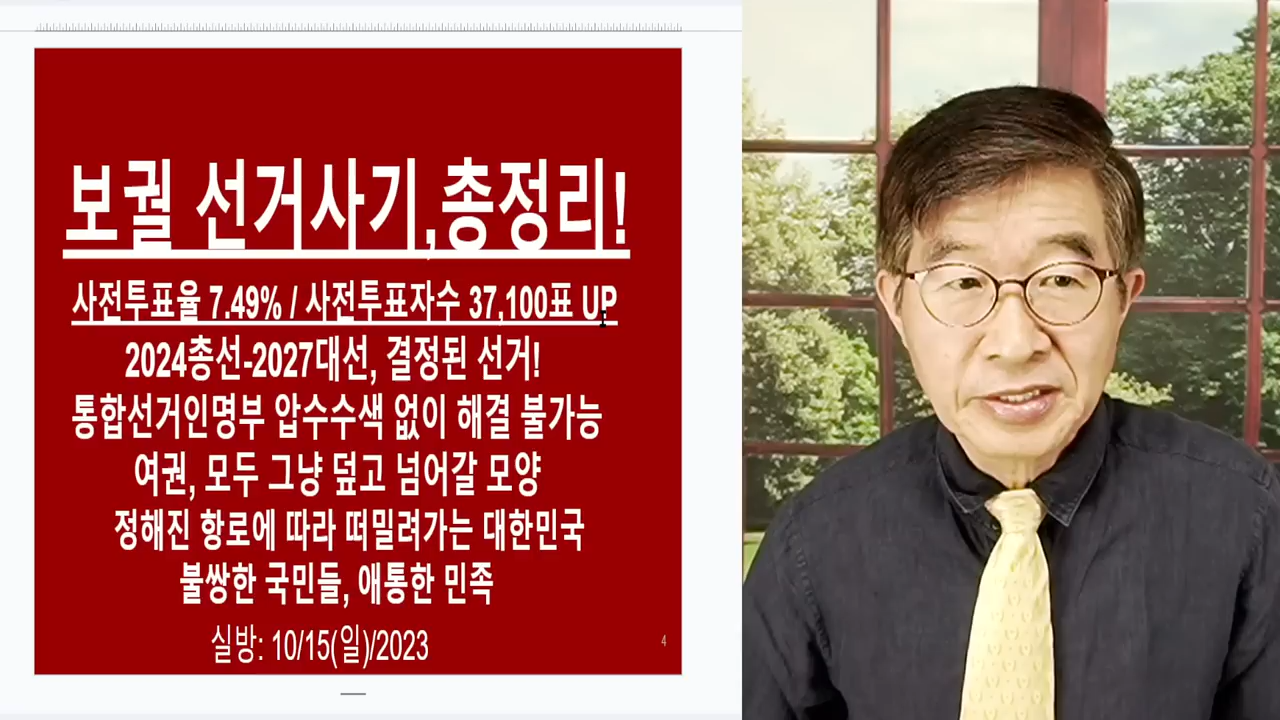 보궐 선거사기,총정리!
사전투표율 7.49% / 사전투표자수 37,100표 UP
2024총선-2027대선, 결정된 선거!
통합선거인명부 압수수색 없이 해결 불가능
여권, 모두 그냥 덮고 넘어갈 모양
정해진 항로에 따라 떠밀려가는 대한민국
불쌍한 국민들, 애통한 민족
실방: 10/15(일)/2023
4